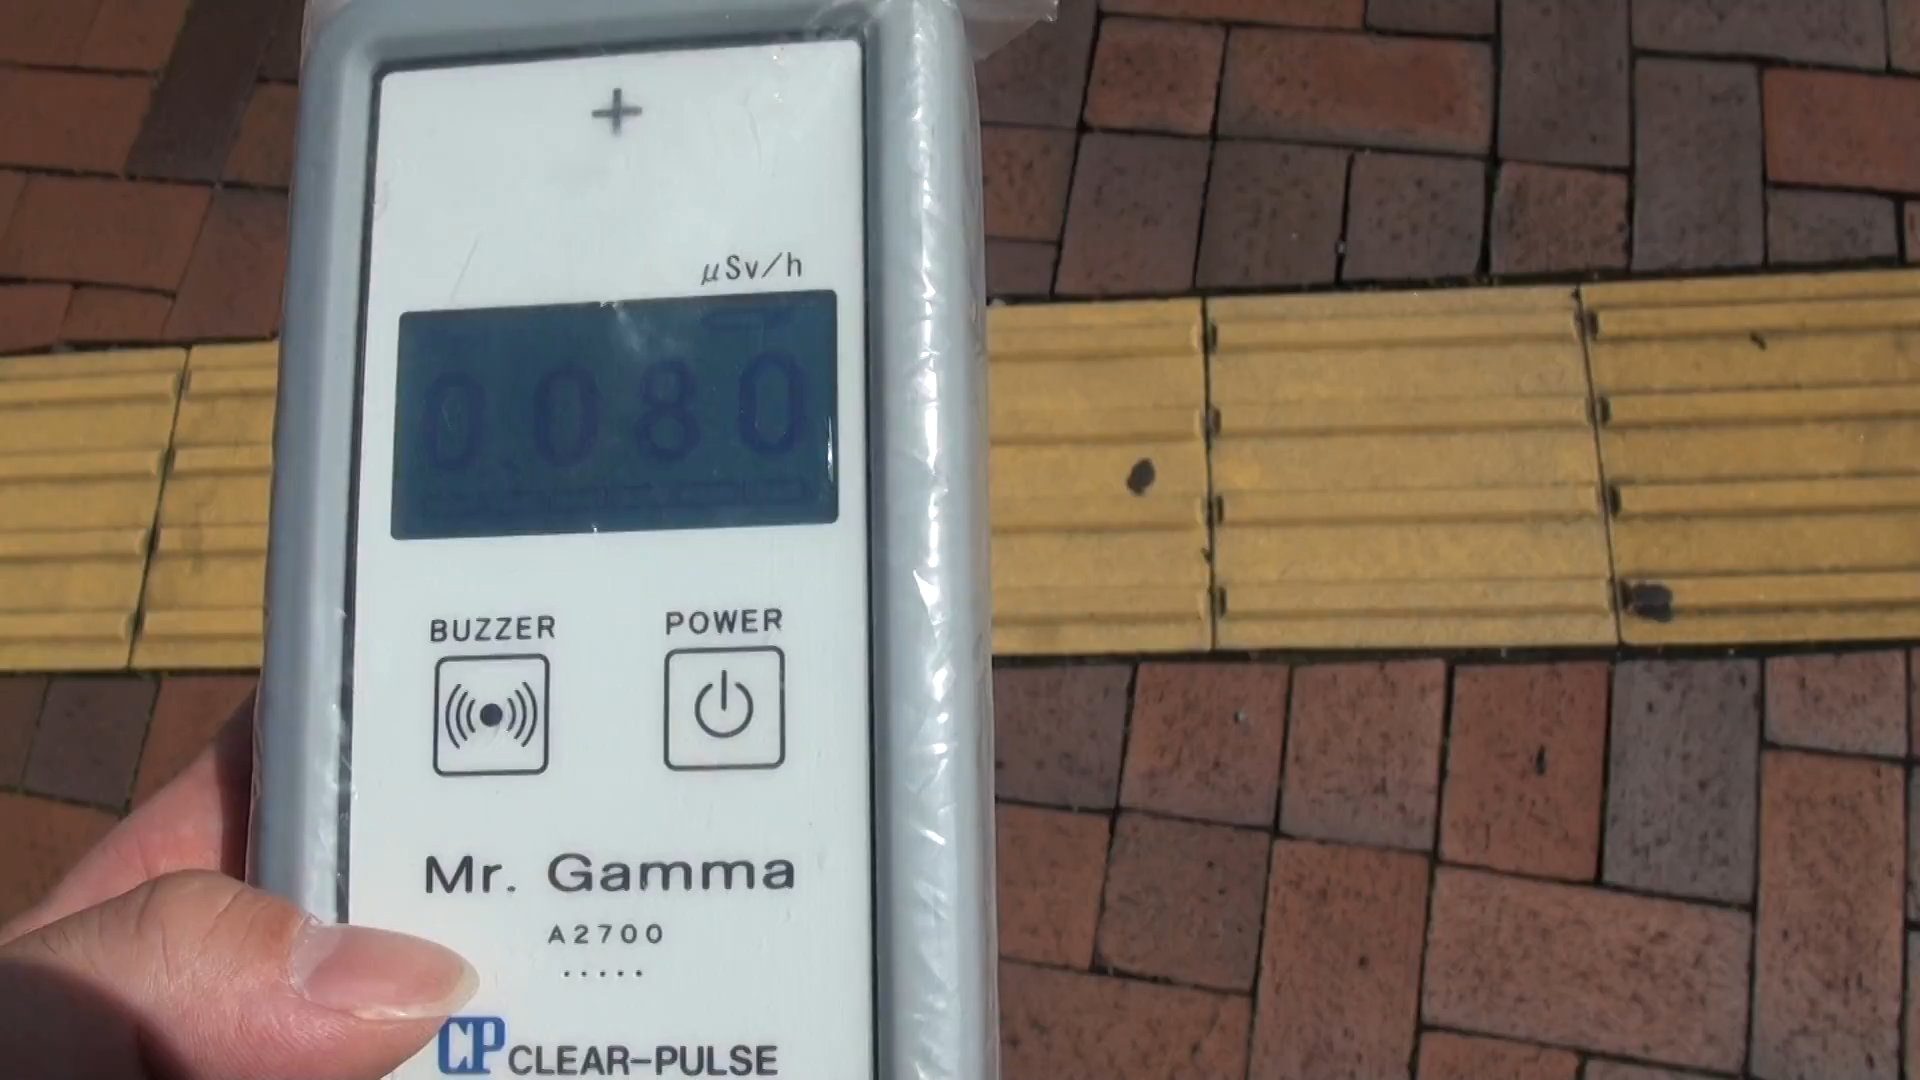 +
μSv/h
0.080
BUZZER POWER
Mr. Gamma
A2700
CP CLEAR-PULSE